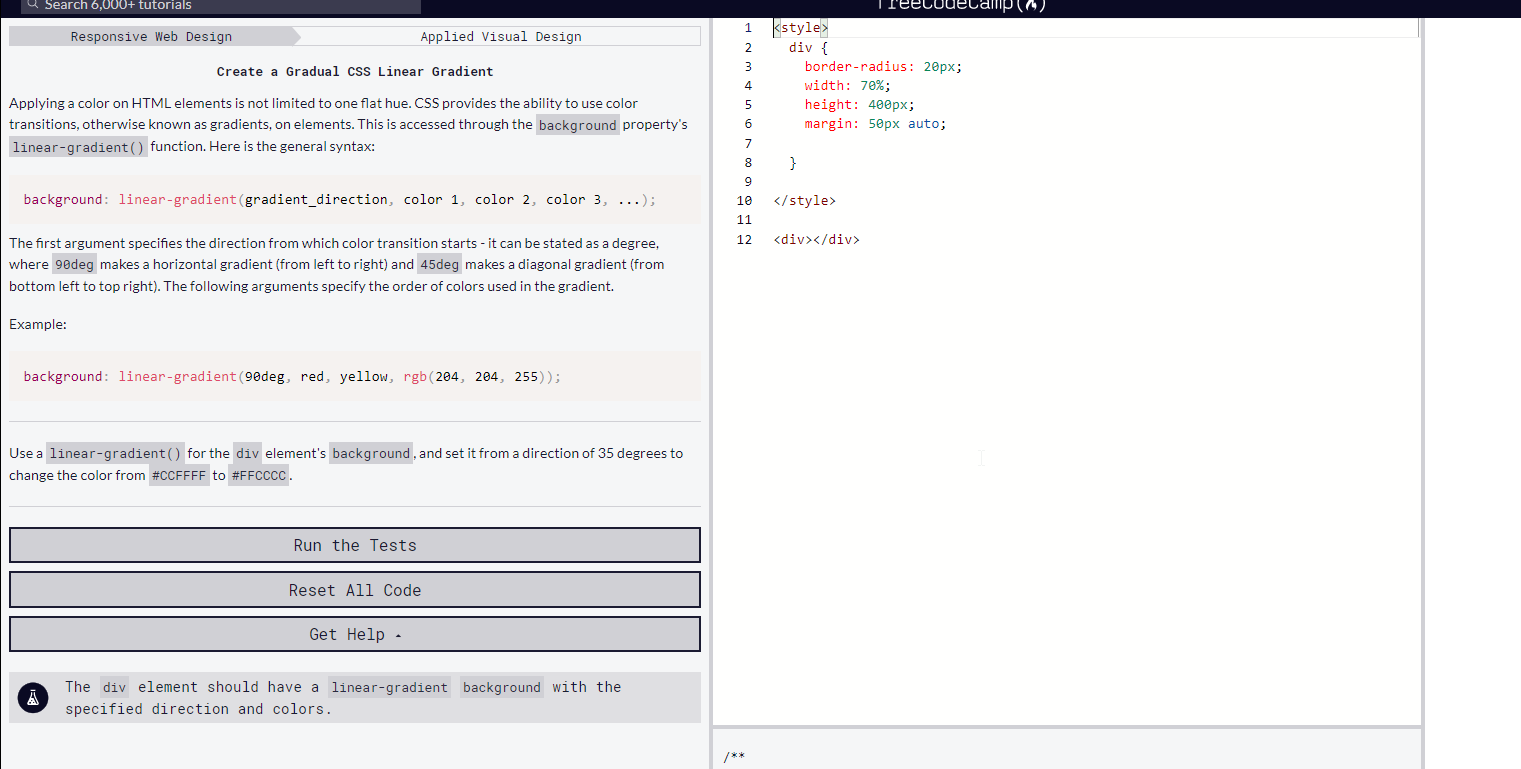 Search 6,000+ tutorials
freeCodeCamp(🔥)
Responsive Web Design
Applied Visual Design
Create a Gradual CSS Linear Gradient
Applying a color on HTML elements is not limited to one flat hue. CSS provides the ability to use color
transitions, otherwise known as gradients, on elements. This is accessed through the background property's
linear-gradient() function. Here is the general syntax:
background: linear-gradient(gradient_direction, color 1, color 2, color 3, ...);
The first argument specifies the direction from which color transition starts - it can be stated as a degree,
where 90deg makes a horizontal gradient (from left to right) and 45deg makes a diagonal gradient (from
bottom left to top right). The following arguments specify the order of colors used in the gradient.
Example:
background: linear-gradient(90deg, red, yellow, rgb(204, 204, 255));
Use a linear-gradient() for the div element's background, and set it from a direction of 35 degrees to
change the color from #CCFFFF to #FFCCCC.
Run the Tests
Reset All Code
Get Help
The div element should have a linear-gradient background with the
specified direction and colors.
1 <style>
2 div {
3 border-radius: 20px;
4 width: 70%;
5 height: 400px;
6 margin: 50px auto;
7
8 }
9
10 </style>
11
12 <div></div>
/**